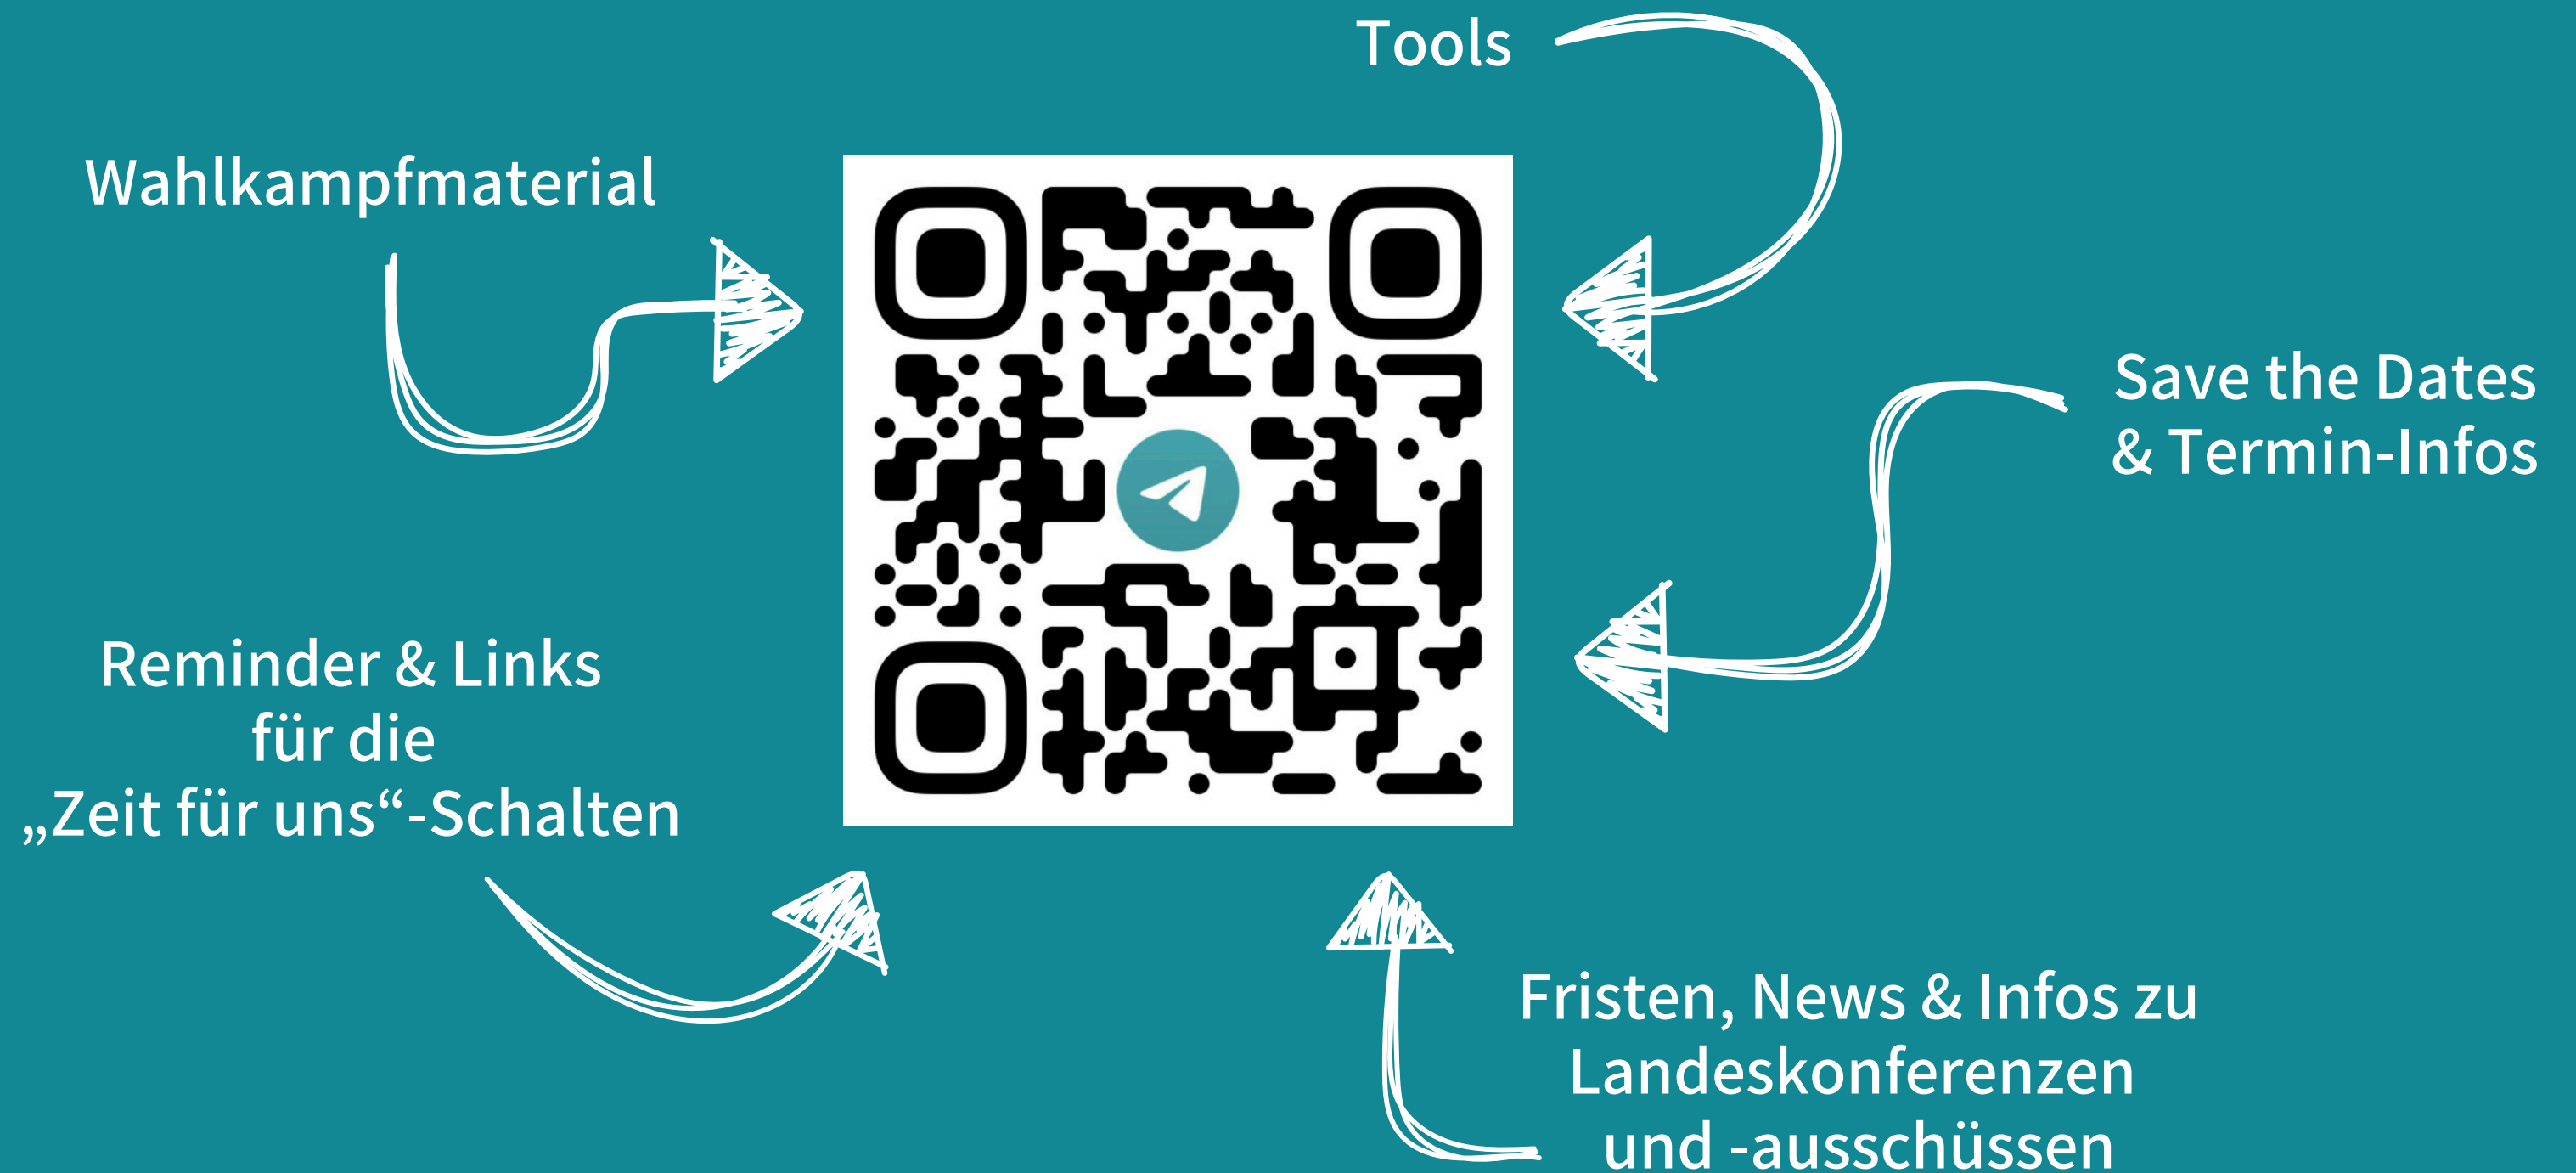 Tools
Wahlkampfmaterial
Save the Dates
& Termin-Infos
Reminder & Links
für die
„Zeit für uns“-Schalten
Fristen, News & Infos zu
Landeskonferenzen
und -ausschüssen